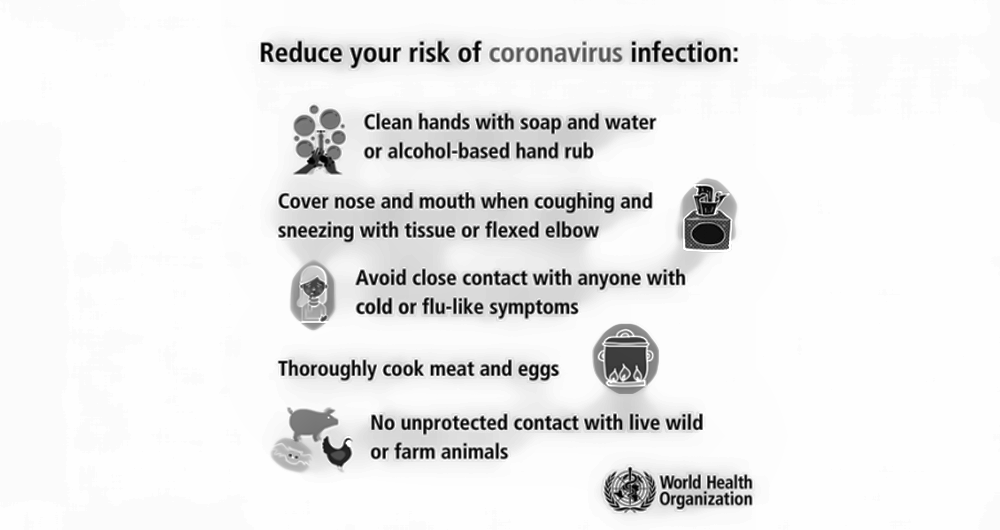 Reduce your risk of coronavirus infection:
Clean hands with soap and water
or alcohol-based hand rub
Cover nose and mouth when coughing and
sneezing with tissue or flexed elbow
Avoid close contact with anyone with
cold or flu-like symptoms
Thoroughly cook meat and eggs
No unprotected contact with live wild
or farm animals
World Health
Organization